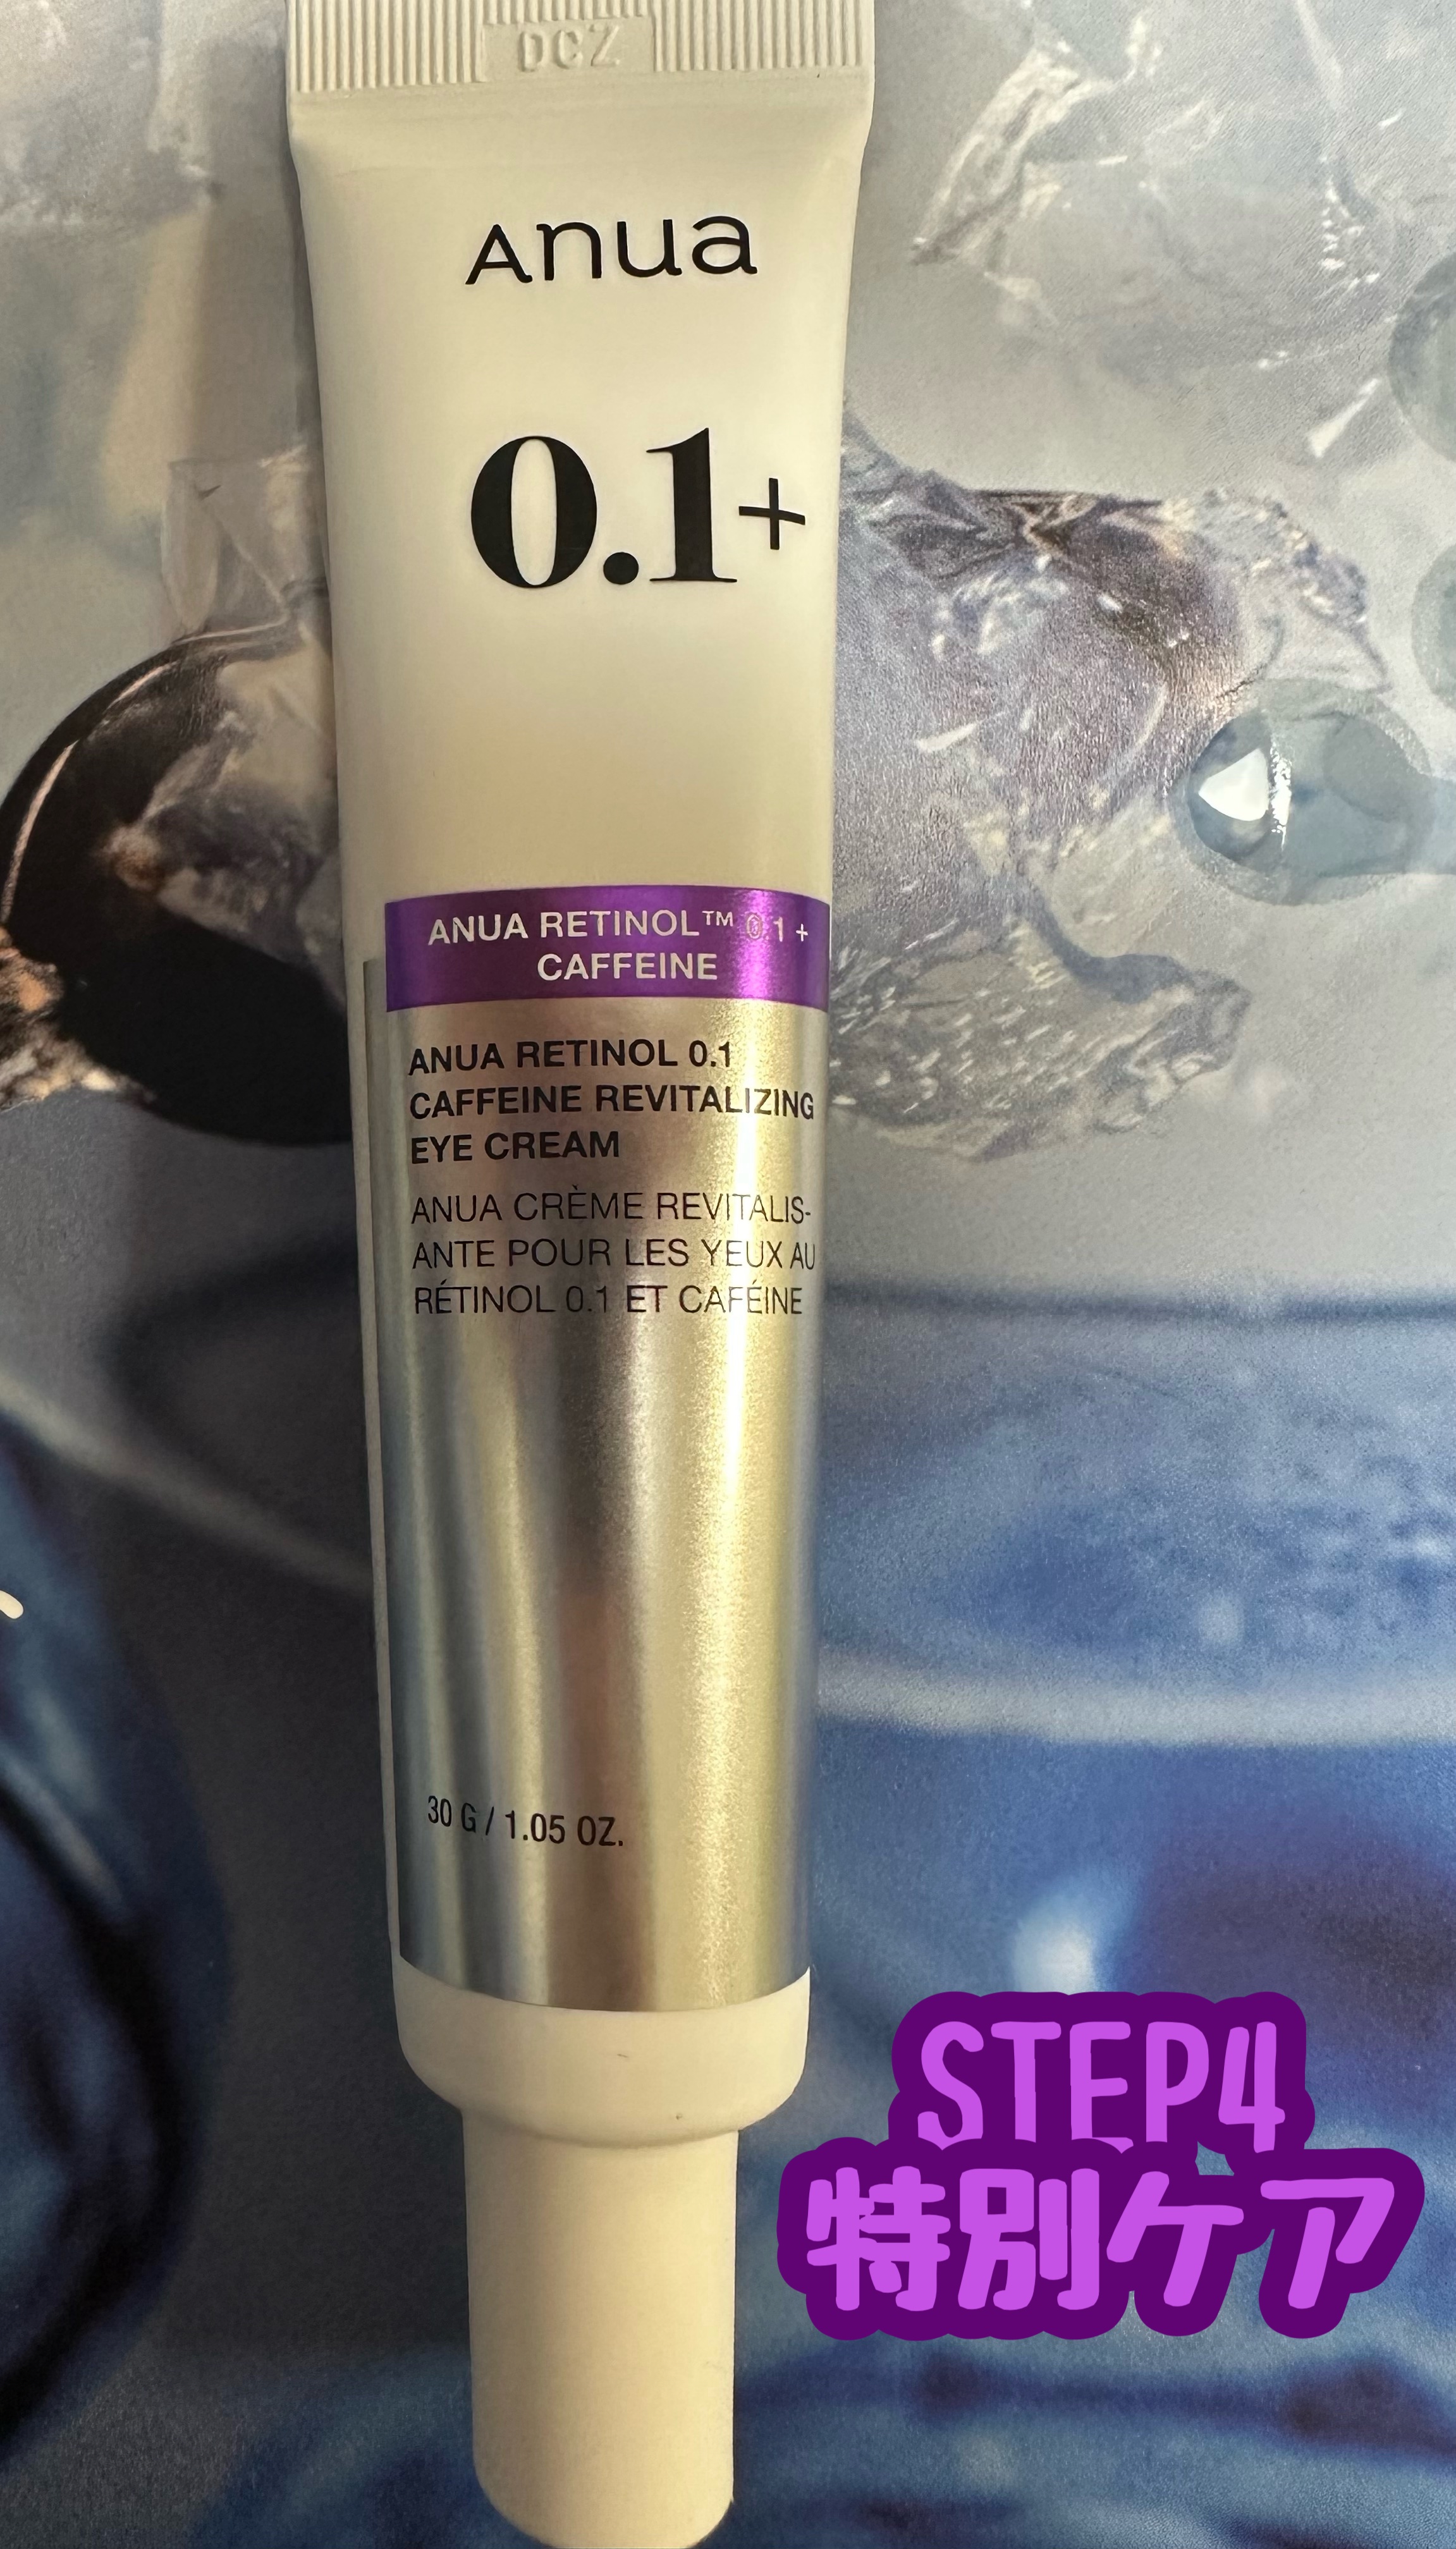 DCZ
Anua
0.1+
ANUA RETINOL™ 0.1+
CAFFEINE
ANUA RETINOL 0.1
CAFFEINE REVITALIZING
EYE CREAM
ANUA CRÈME REVITALIS-
ANTE POUR LES YEUX AU
RÉTINOL 0.1 ET CAFÉINE
30 G / 1.05 OZ.
STEP4
特別ケア